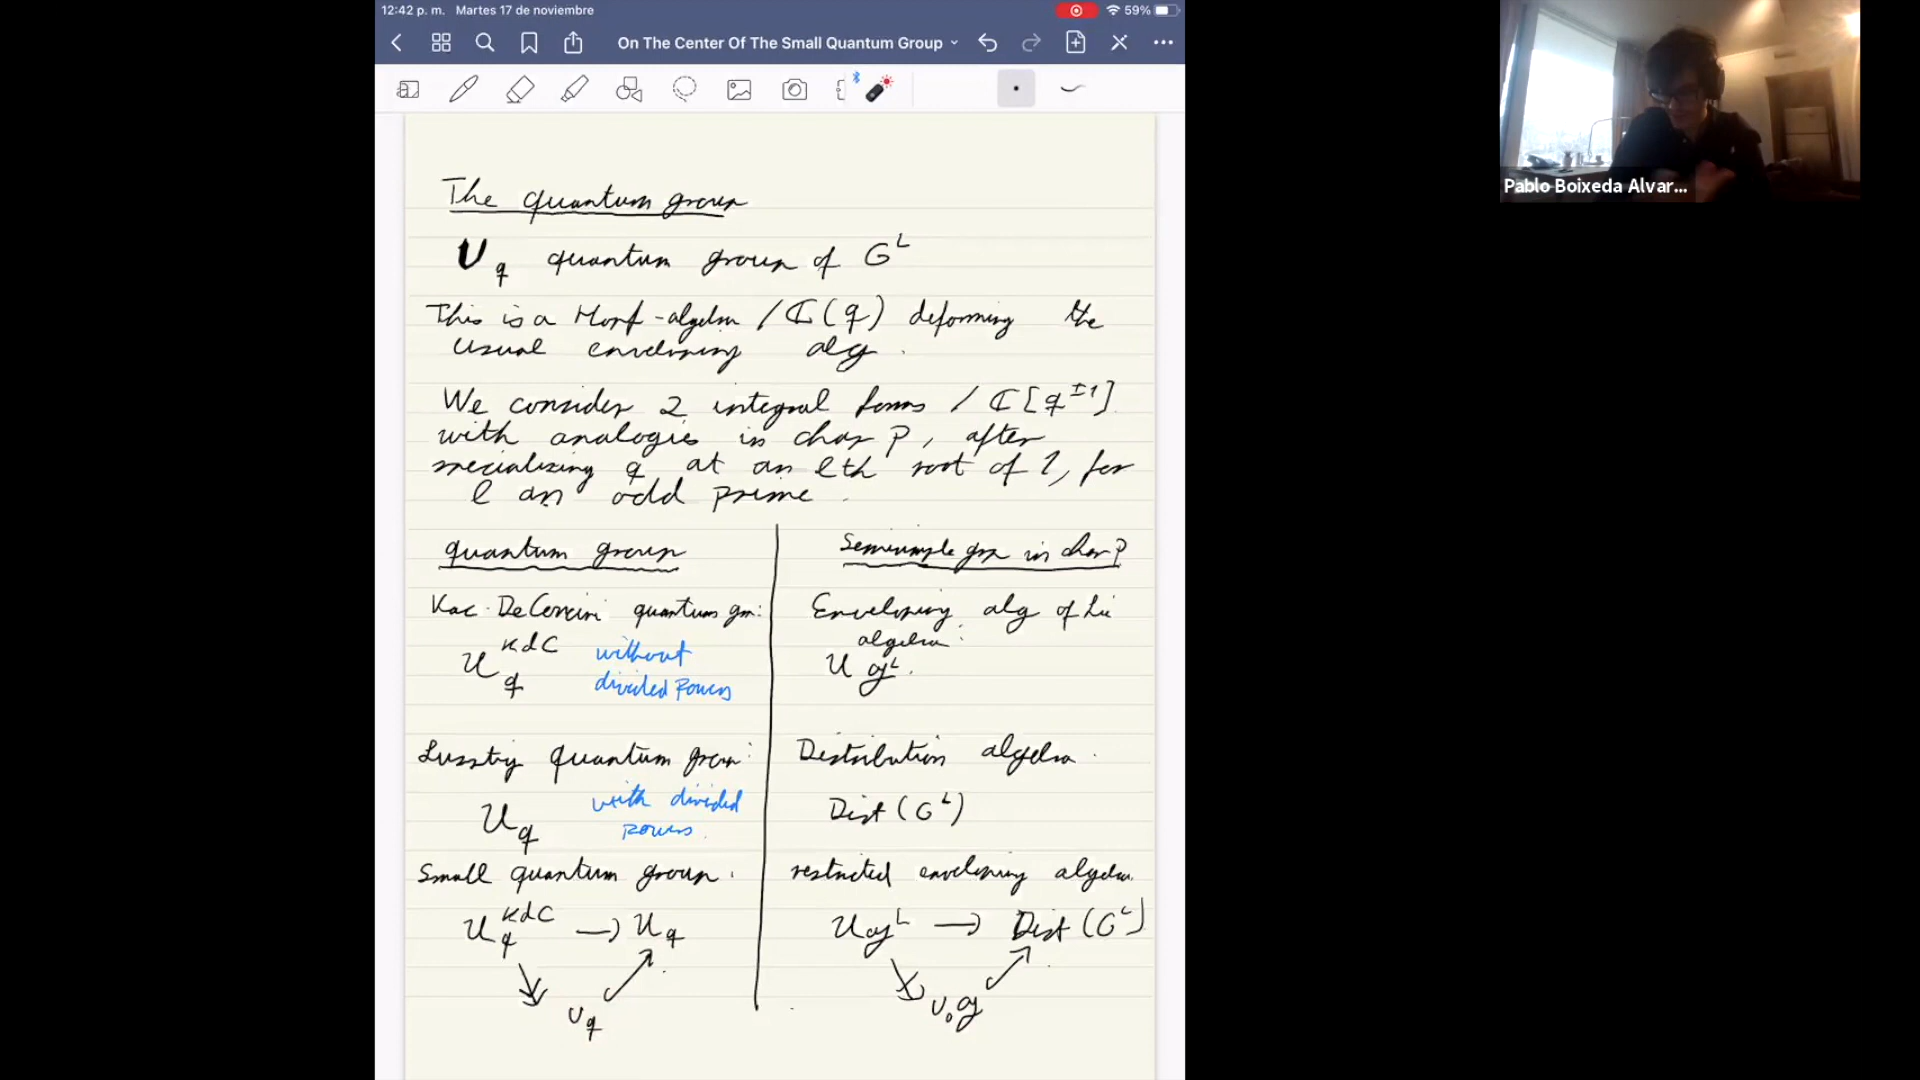 12:42 p. m. Martes 17 de noviembre
59%
On The Center Of The Small Quantum Group
Pablo Boixeda Alvar...
The quantum group
U_q quantum group of G^L
This is a Hopf-algebra / ℂ(q) deforming the
usual enveloping alg.
We consider 2 integral forms / ℂ[q^±1]
with analogies in char p, after
specializing q at an lth root of 1, for
l an odd prime.
quantum group
Semisimple grp in char p
Kac-DeConcini quantum gr:
Enveloping alg of Lie
algebra:
U_q^KdC without
divided powers
U g^L.
Lusztig quantum group:
Distribution algebra.
U_q with divided
powers.
Dist(G^L)
Small quantum group.
restricted enveloping algebra.
U_q^KdC → U_q
U g^L → Dist(G^L)
u_q
U_0 g